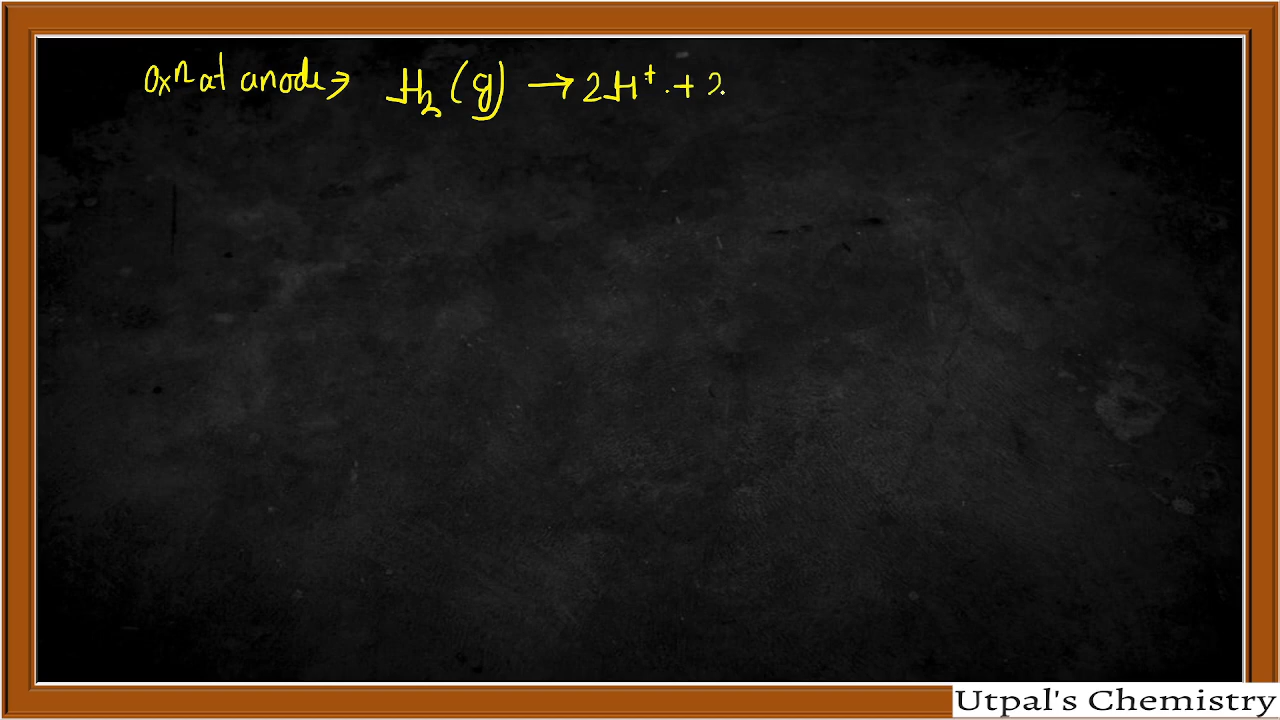 Oxⁿ at anode → H₂(g) → 2H⁺ + 2
Utpal's Chemistry